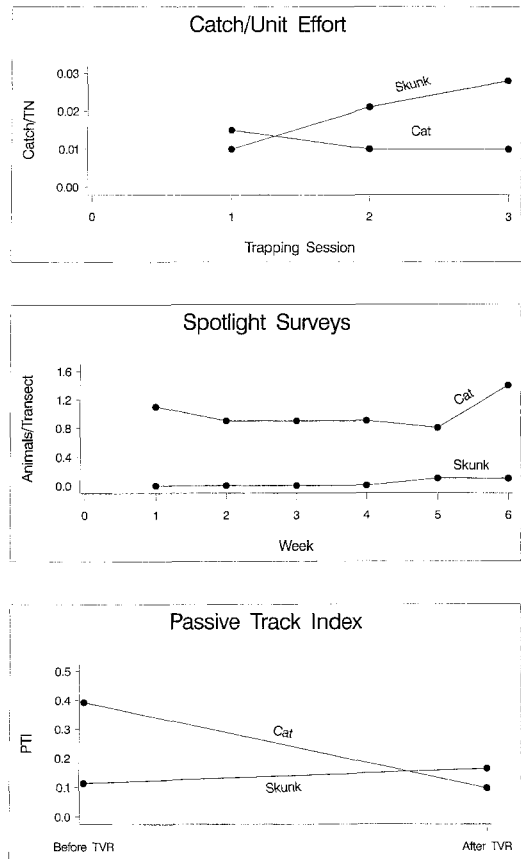 Catch/Unit Effort
0.03
0.02
0.01
0.00
Catch/TN
Skunk
Cat
0 1 2 3
Trapping Session
Spotlight Surveys
1.6
1.2
0.8
0.4
0.0
Animals/Transect
Cat
Skunk
0 1 2 3 4 5 6
Week
Passive Track Index
0.5
0.4
0.3
0.2
0.1
0.0
PTI
Cat
Skunk
Before TVR After TVR